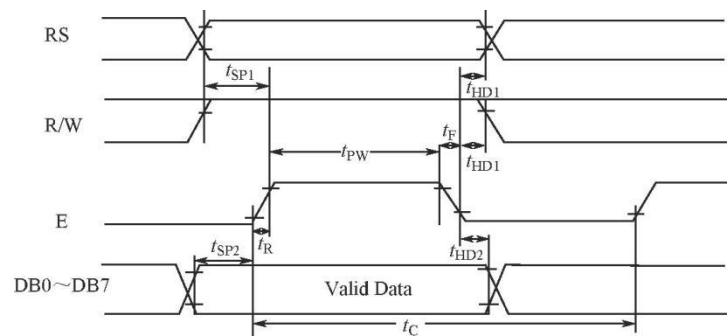 RS
tSP1
tHD1
R/W
tF
tPW
tHD1
E
tR
tSP2
tHD2
DB0～DB7
Valid Data
tC